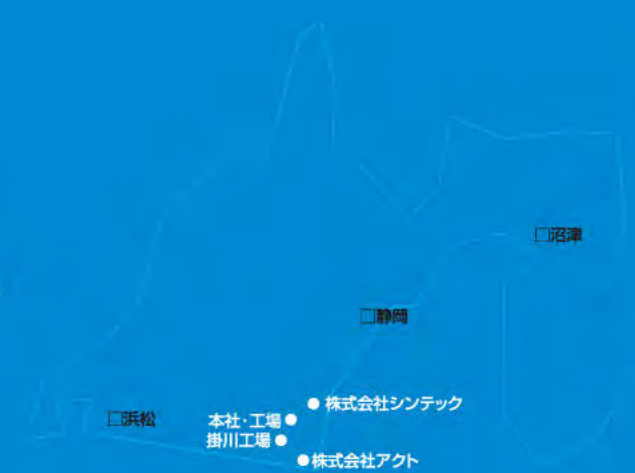 □沼津
□静岡
●株式会社シンテック
□浜松
本社・工場●
掛川工場●
●株式会社アクト